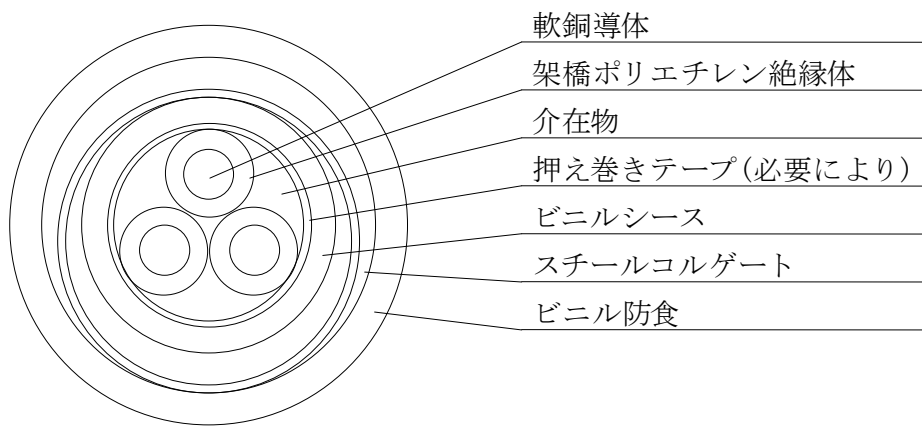 軟銅導体
架橋ポリエチレン絶縁体
介在物
押え巻きテープ(必要により)
ビニルシース
スチールコルゲート
ビニル防食